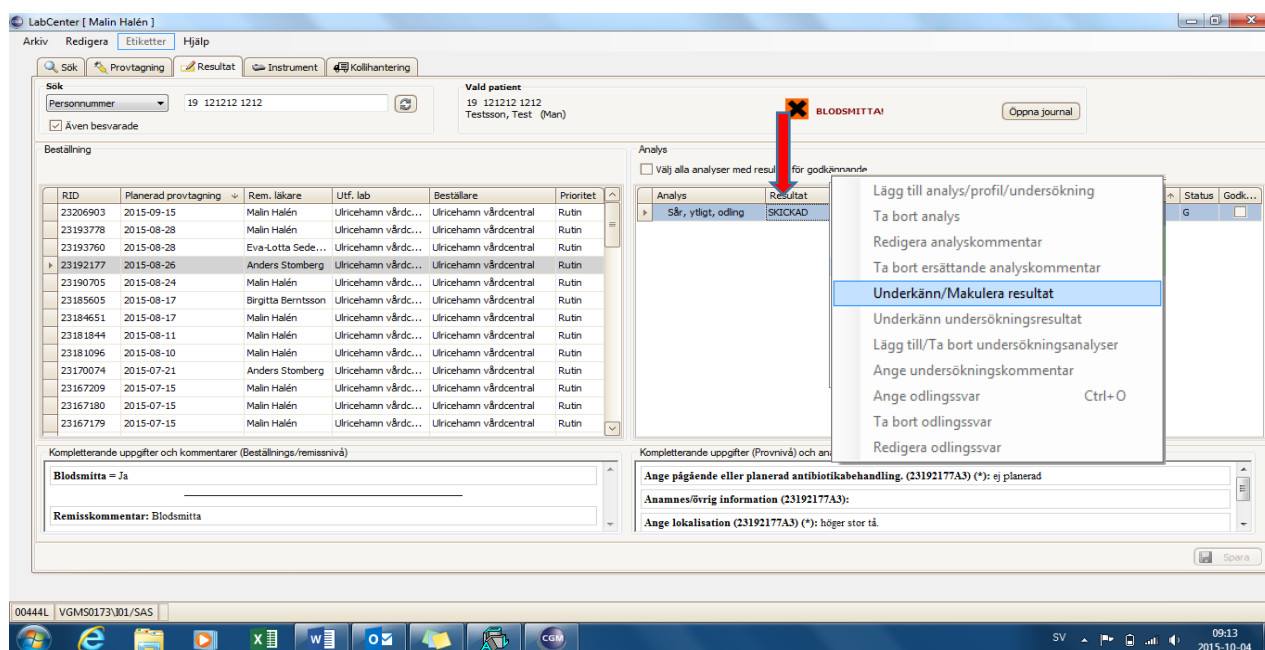 LabCenter [ Malin Halén ]
Arkiv Redigera Etiketter Hjälp
Sök Provtagning Resultat Instrument Kollihantering
Sök
Personnummer 19 121212 1212
Även besvarade
Vald patient
19 121212 1212
Testsson, Test (Man)
BLODSMITTA!
Öppna journal
Beställning
RID Planerad provtagning Rem. läkare Utf. lab Beställare Prioritet
23206903 2015-09-15 Malin Halén Ulricehamn vårdc... Ulricehamn vårdcentral Rutin
23193778 2015-08-28 Malin Halén Ulricehamn vårdc... Ulricehamn vårdcentral Rutin
23193760 2015-08-28 Eva-Lotta Sede... Ulricehamn vårdc... Ulricehamn vårdcentral Rutin
23192177 2015-08-26 Anders Stomberg Ulricehamn vårdc... Ulricehamn vårdcentral Rutin
23190705 2015-08-24 Malin Halén Ulricehamn vårdc... Ulricehamn vårdcentral Rutin
23185605 2015-08-17 Birgitta Berntsson Ulricehamn vårdc... Ulricehamn vårdcentral Rutin
23184651 2015-08-17 Malin Halén Ulricehamn vårdc... Ulricehamn vårdcentral Rutin
23181844 2015-08-11 Malin Halén Ulricehamn vårdc... Ulricehamn vårdcentral Rutin
23181096 2015-08-10 Malin Halén Ulricehamn vårdc... Ulricehamn vårdcentral Rutin
23170074 2015-07-21 Anders Stomberg Ulricehamn vårdc... Ulricehamn vårdcentral Rutin
23167209 2015-07-15 Malin Halén Ulricehamn vårdc... Ulricehamn vårdcentral Rutin
23167180 2015-07-15 Malin Halén Ulricehamn vårdc... Ulricehamn vårdcentral Rutin
23167179 2015-07-15 Malin Halén Ulricehamn vårdc... Ulricehamn vårdcentral Rutin
Analys
Välj alla analyser med för godkännande
Analys Resultat Status Godk...
Sår, ytligt, odling SKICKAD G
Lägg till analys/profil/undersökning
Ta bort analys
Redigera analyskommentar
Ta bort ersättande analyskommentar
Underkänn/Makulera resultat
Underkänn undersökningsresultat
Lägg till/Ta bort undersökningsanalyser
Ange undersökningskommentar
Ange odlingssvar Ctrl+O
Ta bort odlingssvar
Redigera odlingssvar
Kompletterande uppgifter och kommentarer (Beställnings/remissnivå)
Blodsmitta = Ja
Remisskommentar: Blodsmitta
Kompletterande uppgifter (Provnivå) och an
Ange pågående eller planerad antibiotikabehandling. (23192177A3) (*): ej planerad
Anamnes/övrig information (23192177A3):
Ange lokalisation (23192177A3) (*): höger stor tå.
Spara
00444L VGMS0173\J01/SAS
CGM
SV 09:13
2015-10-04